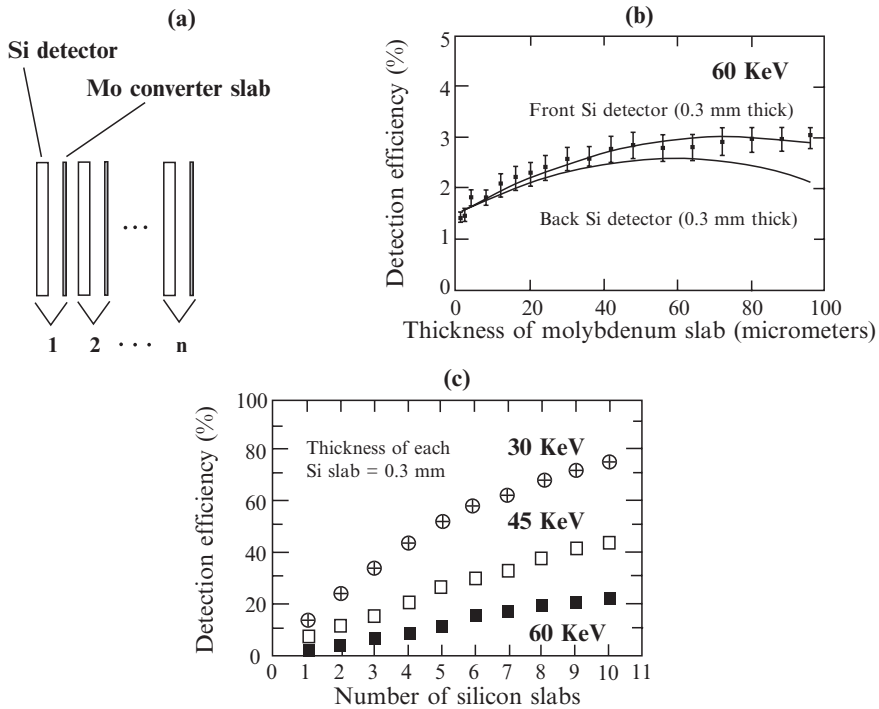 (a)
Si detector
Mo converter slab
...
1 2 · · · n
(b)
Detection efficiency (%)
5
4
3
2
1
0
60 KeV
Front Si detector (0.3 mm thick)
Back Si detector (0.3 mm thick)
0 20 40 60 80 100
Thickness of molybdenum slab (micrometers)
(c)
Detection efficiency (%)
100
80
60
40
20
0
Thickness of each
Si slab = 0.3 mm
30 KeV
45 KeV
60 KeV
0 1 2 3 4 5 6 7 8 9 10 11
Number of silicon slabs